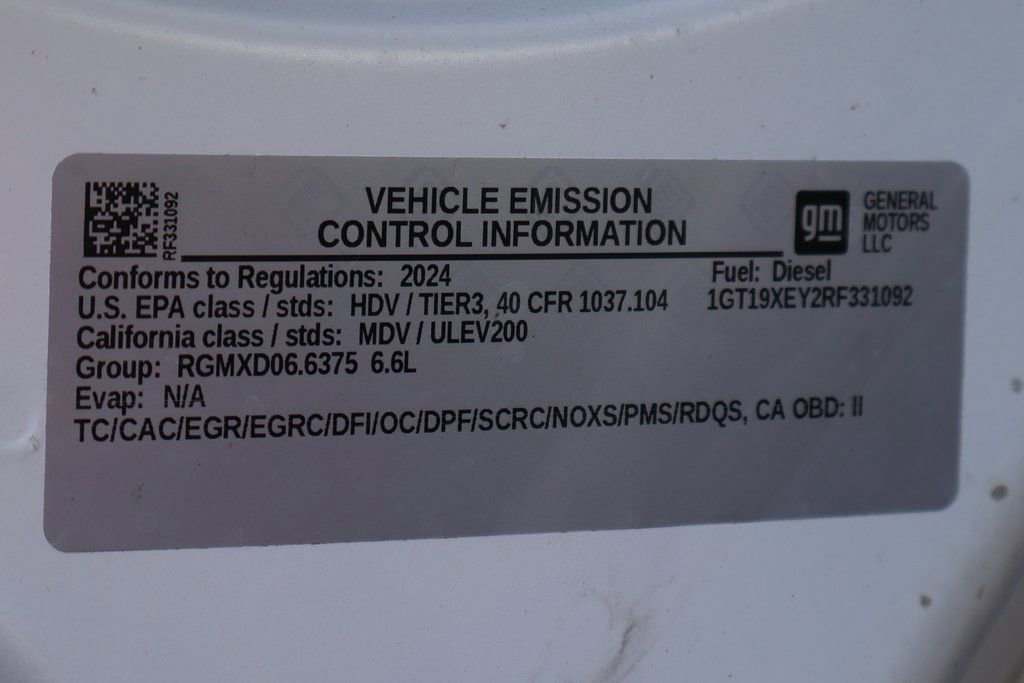 RF331092
VEHICLE EMISSION
CONTROL INFORMATION
gm
GENERAL
MOTORS
LLC
Conforms to Regulations: 2024
Fuel: Diesel
U.S. EPA class / stds: HDV / TIER3, 40 CFR 1037.104
1GT19XEY2RF331092
California class / stds: MDV / ULEV200
Group: RGMXD06.6375 6.6L
Evap: N/A
TC/CAC/EGR/EGRC/DFI/OC/DPF/SCRC/NOXS/PMS/RDQS, CA OBD: II